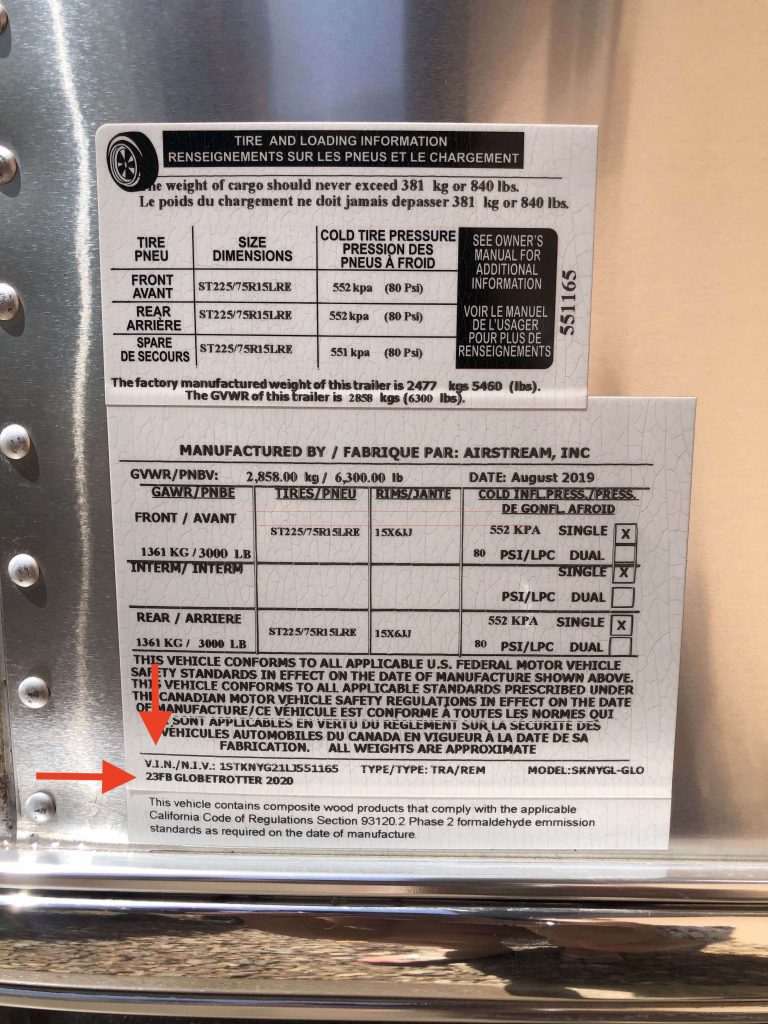 TIRE AND LOADING INFORMATION
RENSEIGNEMENTS SUR LES PNEUS ET LE CHARGEMENT
he weight of cargo should never exceed 381 kg or 840 lbs.
Le poids du chargement ne doit jamais depasser 381 kg or 840 lbs.
TIRE PNEU SIZE DIMENSIONS COLD TIRE PRESSURE PRESSION DES PNEUS À FROID
FRONT AVANT ST225/75R15LRE 552 kpa (80 Psi)
REAR ARRIÈRE ST225/75R15LRE 552 kpa (80 Psi)
SPARE DE SECOURS ST225/75R15LRE 551 kpa (80 Psi)
SEE OWNER'S
MANUAL FOR
ADDITIONAL
INFORMATION
VOIR LE MANUEL
DE L'USAGER
POUR PLUS DE
RENSEIGNEMENTS
551165
The factory manufactured weight of this trailer is 2477 kgs 5460 (lbs).
The GVWR of this trailer is 2858 kgs (6300 lbs).
MANUFACTURED BY / FABRIQUE PAR: AIRSTREAM, INC
GVWR/PNBV: 2,858.00 kg / 6,300.00 lb DATE: August 2019
GAWR/PNBE TIRES/PNEU RIMS/JANTE COLD INFL.PRESS./PRESS.
DE GONFL. AFROID
FRONT / AVANT
ST225/75R15LRE 15X6JJ 552 KPA SINGLE X
1361 KG / 3000 LB 80 PSI/LPC DUAL
INTERM/ INTERM SINGLE X
PSI/LPC DUAL
REAR / ARRIERE 552 KPA SINGLE X
ST225/75R15LRE 15X6JJ
1361 KG / 3000 LB 80 PSI/LPC DUAL
THIS VEHICLE CONFORMS TO ALL APPLICABLE U.S. FEDERAL MOTOR VEHICLE
SAFETY STANDARDS IN EFFECT ON THE DATE OF MANUFACTURE SHOWN ABOVE.
THIS VEHICLE CONFORMS TO ALL APPLICABLE STANDARDS PRESCRIBED UNDER
THE CANADIAN MOTOR VEHICLE SAFETY REGULATIONS IN EFFECT ON THE DATE
OF MANUFACTURE/CE VÉHICULE EST CONFORME À TOUTES LES NORMES QUI
SONT APPLICABLES EN VERTU DU RÈGLEMENT SUR LA SÉCURITÉ DES
VÉHICULES AUTOMOBILES DU CANADA EN VIGUEUR À LA DATE DE SA
FABRICATION. ALL WEIGHTS ARE APPROXIMATE
V.I.N./N.I.V.: 1STKNYG21LJ551165 TYPE/TYPE: TRA/REM MODEL:SKNYGL-GLO
23FB GLOBETROTTER 2020
This vehicle contains composite wood products that comply with the applicable
California Code of Regulations Section 93120.2 Phase 2 formaldehyde emmission
standards as required on the date of manufacture.